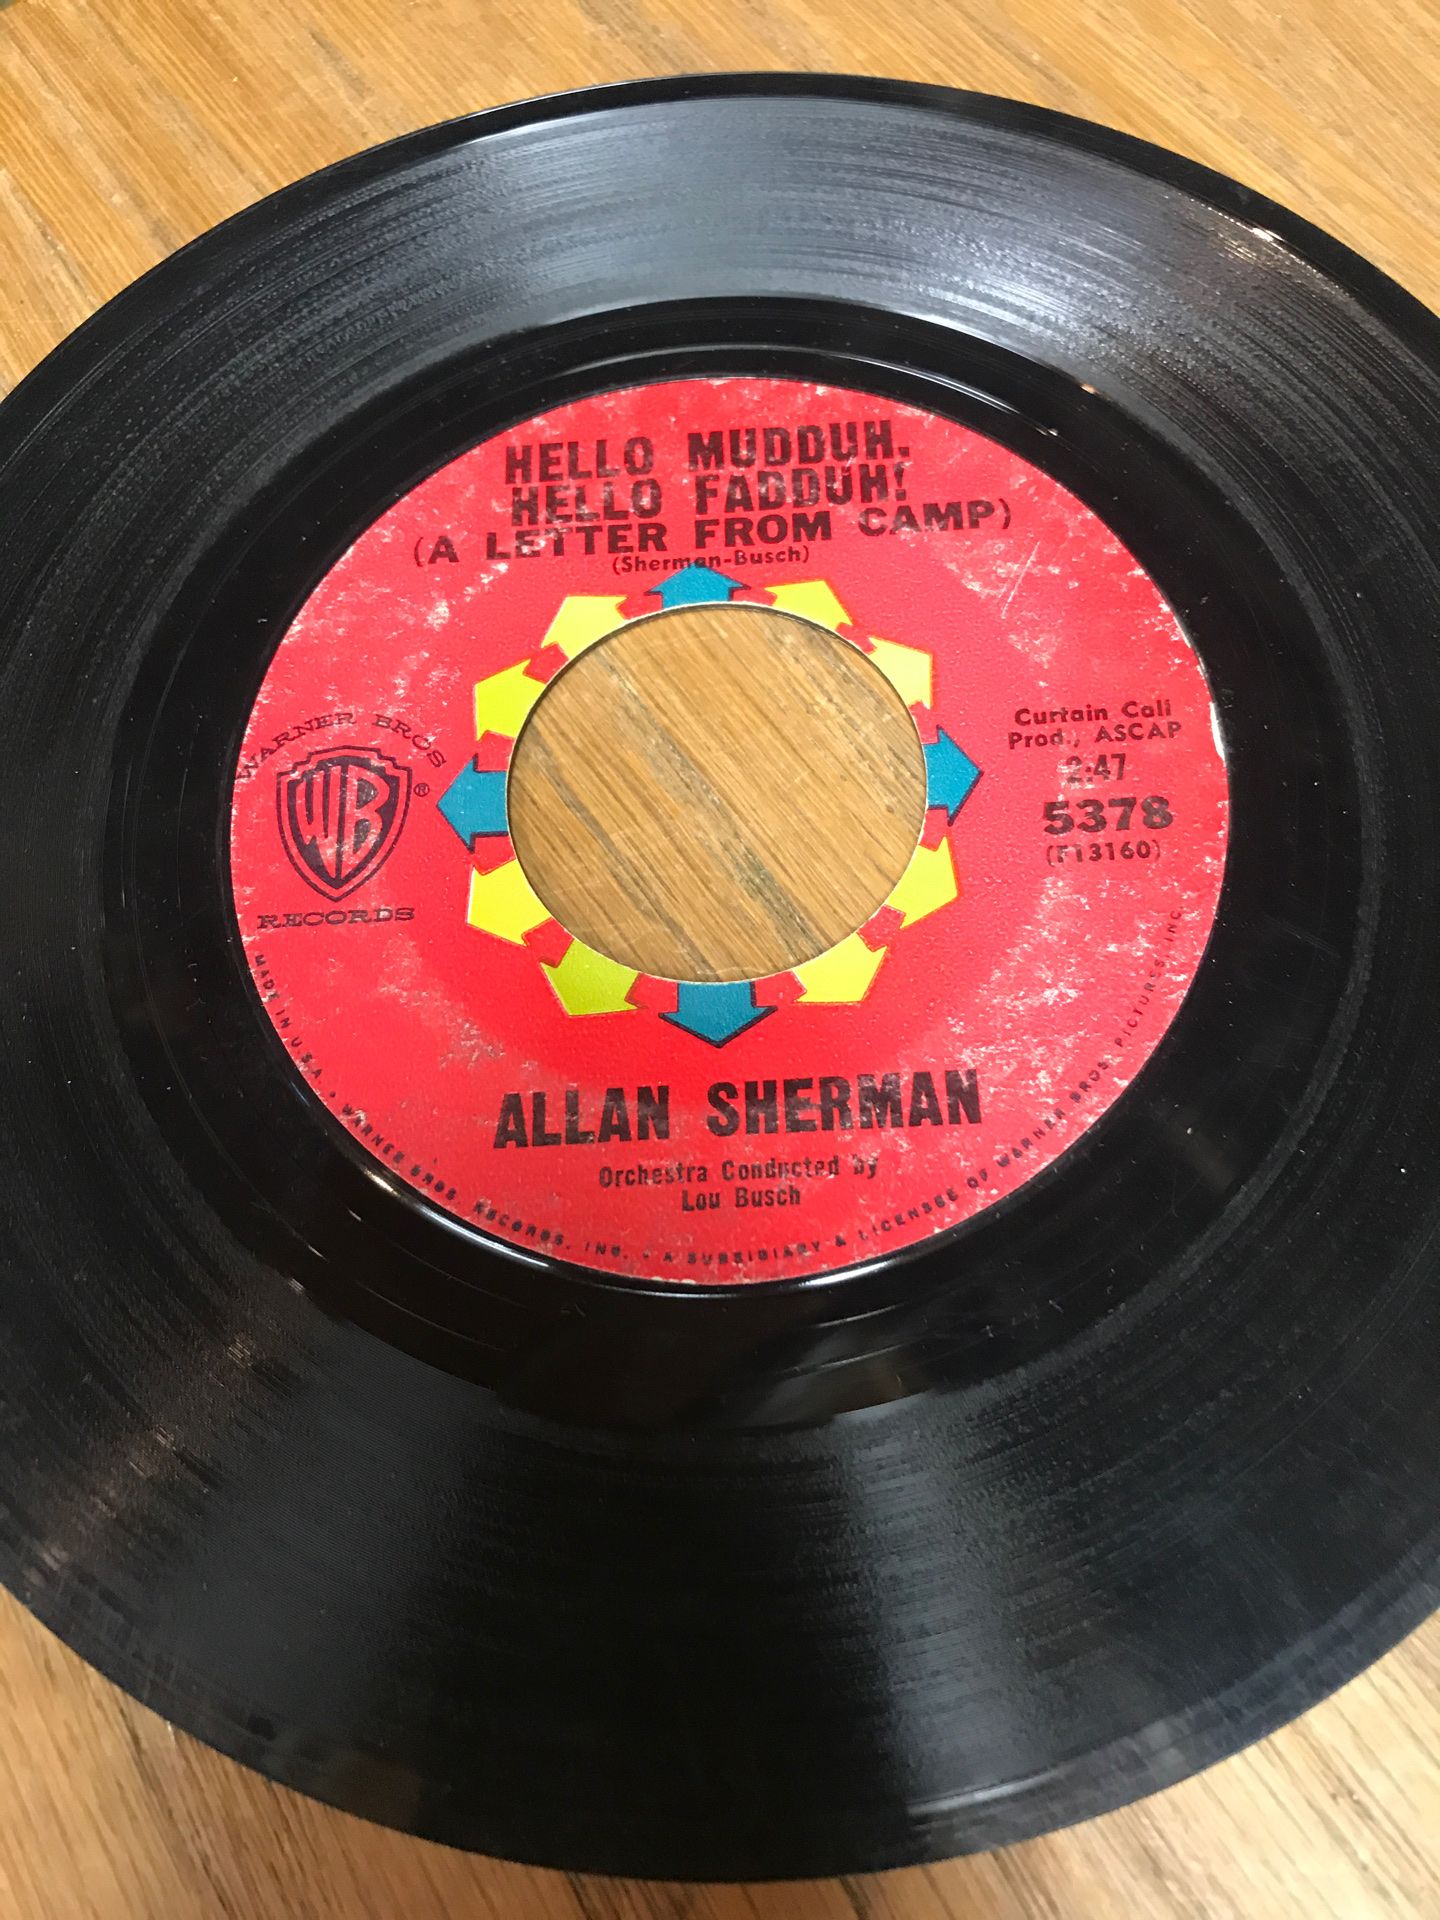 HELLO MUDDUH,
HELLO FADDUH!
(A LETTER FROM CAMP)
(Sherman-Busch)
WARNER BROS
WB
®
RECORDS
Curtain Call
Prod., ASCAP
2:47
5378
(F13160)
ALLAN SHERMAN
Orchestra Conducted by
Lou Busch
MADE IN U.S.A. • WARNER BROS. RECORDS, INC. • A SUBSIDIARY & LICENSEE OF WARNER BROS. PICTURES, INC.